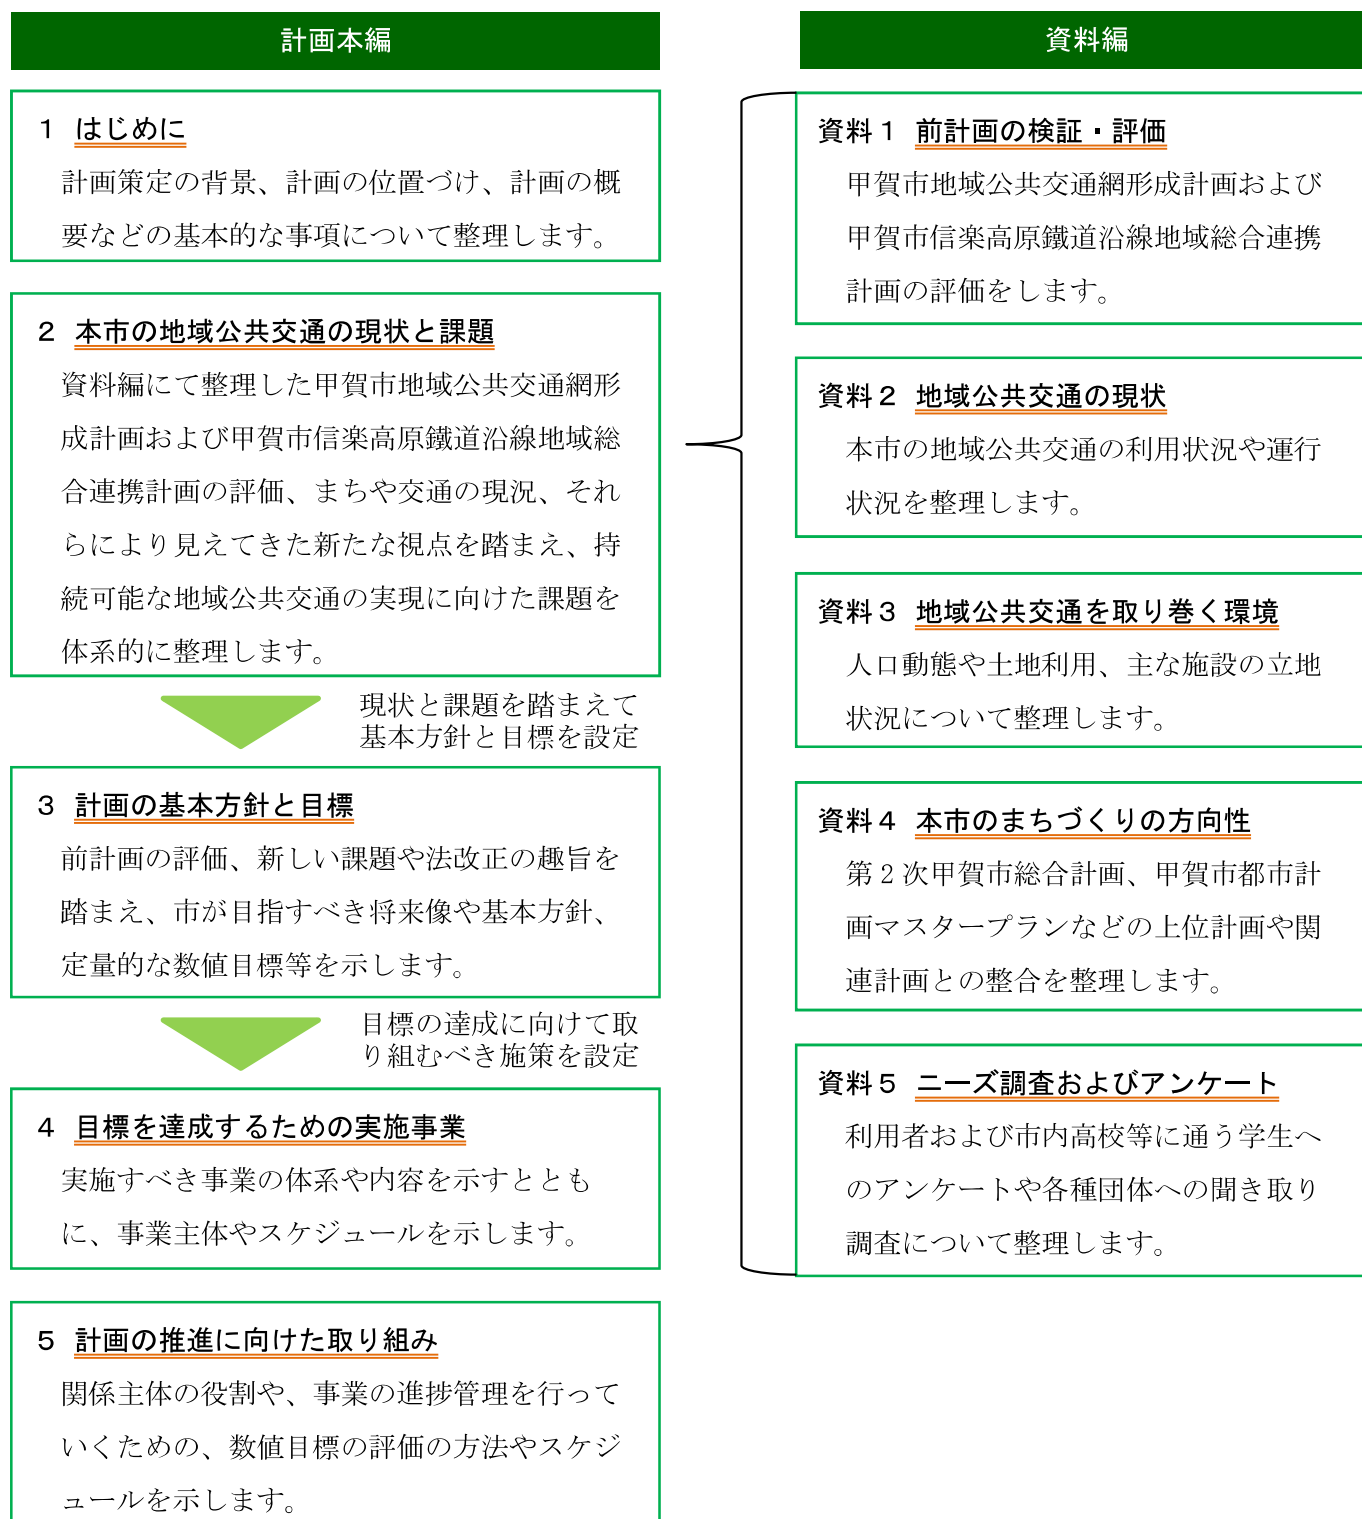 計画本編
1 はじめに
計画策定の背景、計画の位置づけ、計画の概
要などの基本的な事項について整理します。
2 本市の地域公共交通の現状と課題
資料編にて整理した甲賀市地域公共交通網形
成計画および甲賀市信楽高原鐵道沿線地域総
合連携計画の評価、まちや交通の現況、それ
らにより見えてきた新たな視点を踏まえ、持
続可能な地域公共交通の実現に向けた課題を
体系的に整理します。
現状と課題を踏まえて
基本方針と目標を設定
3 計画の基本方針と目標
前計画の評価、新しい課題や法改正の趣旨を
踏まえ、市が目指すべき将来像や基本方針、
定量的な数値目標等を示します。
目標の達成に向けて取
り組むべき施策を設定
4 目標を達成するための実施事業
実施すべき事業の体系や内容を示すととも
に、事業主体やスケジュールを示します。
5 計画の推進に向けた取り組み
関係主体の役割や、事業の進捗管理を行って
いくための、数値目標の評価の方法やスケジ
ュールを示します。
資料編
資料1 前計画の検証・評価
甲賀市地域公共交通網形成計画および
甲賀市信楽高原鐵道沿線地域総合連携
計画の評価をします。
資料2 地域公共交通の現状
本市の地域公共交通の利用状況や運行
状況を整理します。
資料3 地域公共交通を取り巻く環境
人口動態や土地利用、主な施設の立地
状況について整理します。
資料4 本市のまちづくりの方向性
第2次甲賀市総合計画、甲賀市都市計
画マスタープランなどの上位計画や関
連計画との整合を整理します。
資料5 ニーズ調査およびアンケート
利用者および市内高校等に通う学生へ
のアンケートや各種団体への聞き取り
調査について整理します。